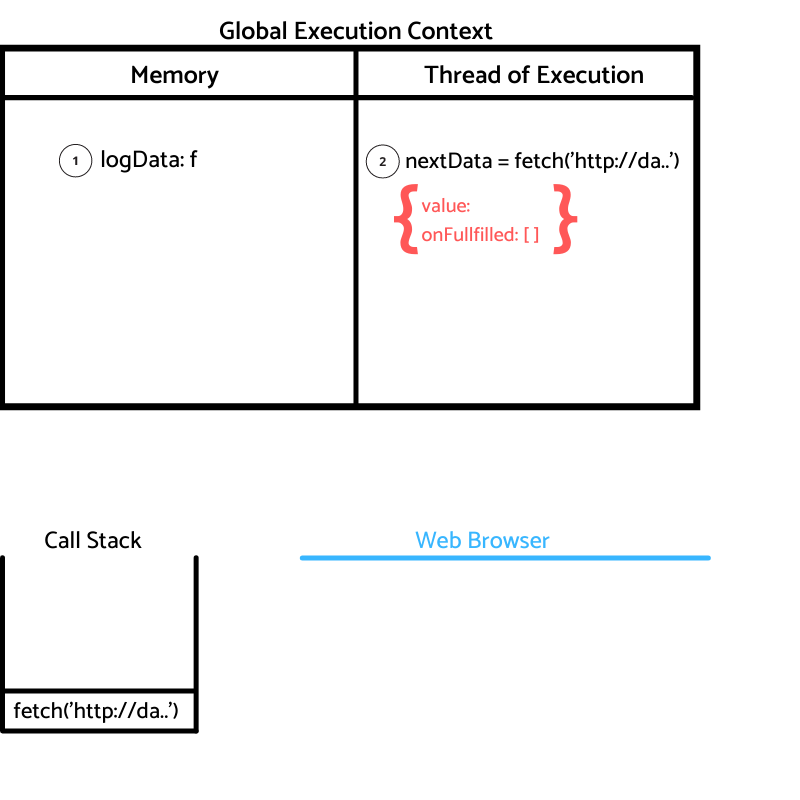 Global Execution Context
Memory
Thread of Execution
1 logData: f
2 nextData = fetch('http://da..')
{ value:
onFullfilled: [ ] }
Call Stack
Web Browser
fetch('http://da..')